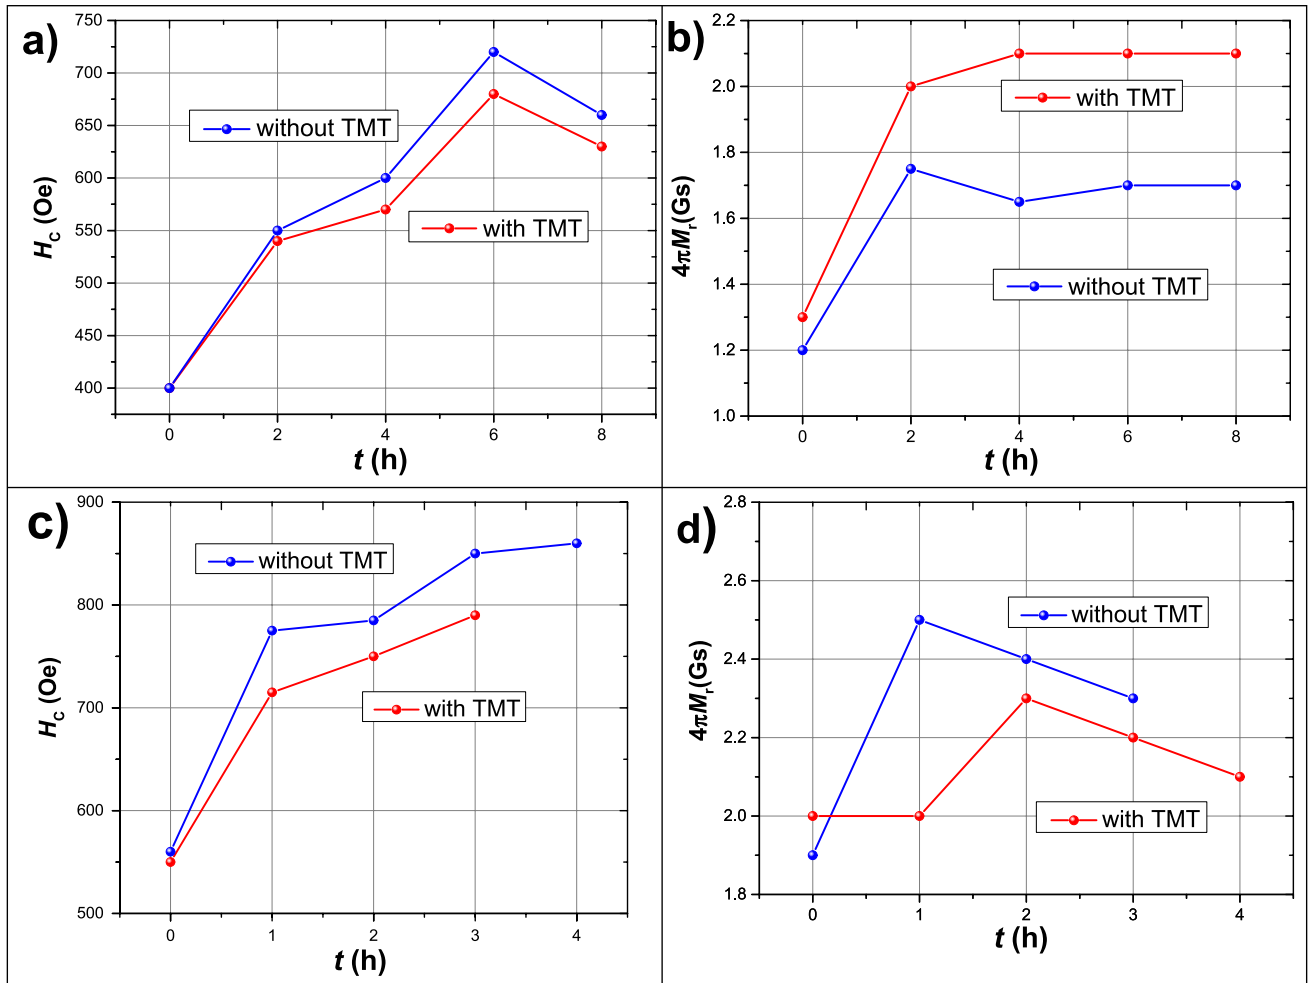 a)
750
700
650
600
550
500
450
400
H_C (Oe)
without TMT
with TMT
0 2 4 6 8
t (h)
b)
2.2
2.0
1.8
1.6
1.4
1.2
1.0
4πM_r(Gs)
with TMT
without TMT
0 2 4 6 8
t (h)
c)
900
800
700
600
500
H_C (Oe)
without TMT
with TMT
0 1 2 3 4
t (h)
d)
2.8
2.6
2.4
2.2
2.0
1.8
4πM_r(Gs)
without TMT
with TMT
0 1 2 3 4
t (h)